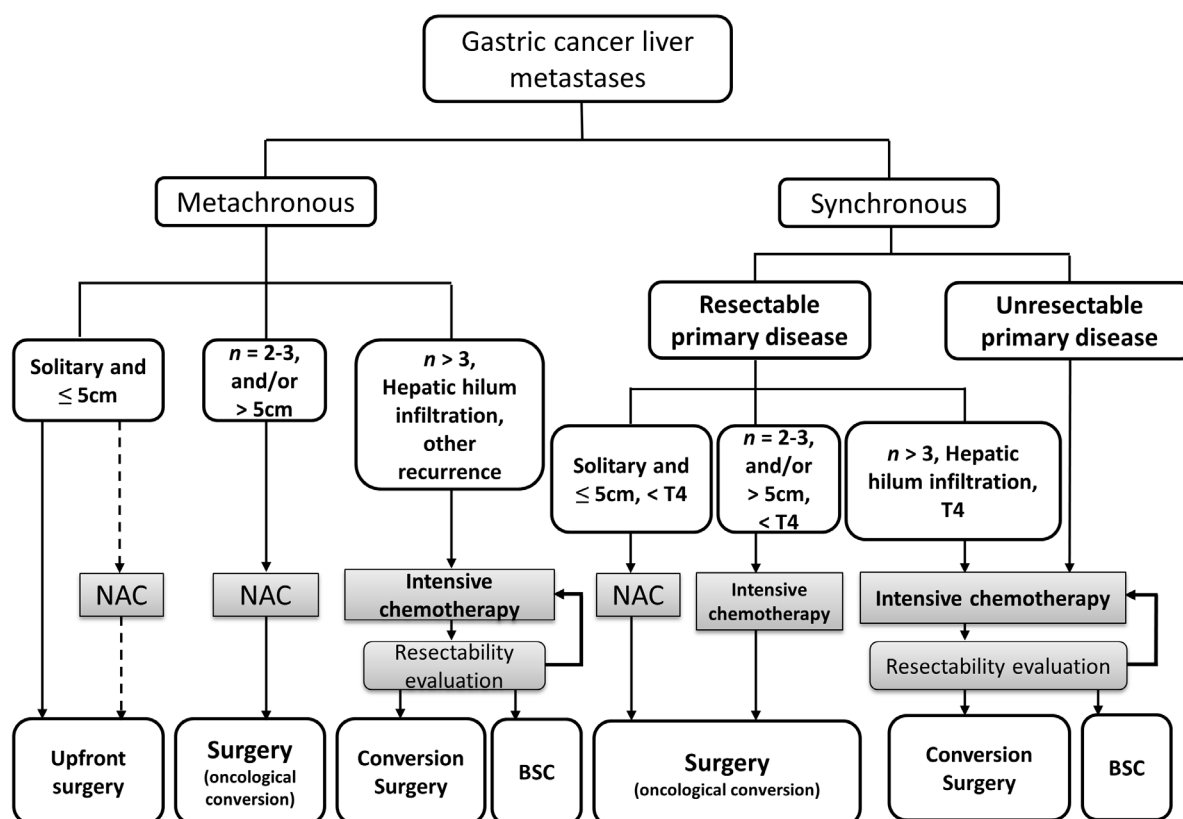 Gastric cancer liver
metastases
Metachronous
Synchronous
Resectable
primary disease
Unresectable
primary disease
Solitary and
≤ 5cm
n = 2-3,
and/or
> 5cm
n > 3,
Hepatic hilum
infiltration,
other
recurrence
Solitary and
≤ 5cm, < T4
n = 2-3,
and/or
> 5cm,
< T4
n > 3, Hepatic
hilum infiltration,
T4
NAC
NAC
Intensive
chemotherapy
NAC
Intensive
chemotherapy
Intensive chemotherapy
Resectability
evaluation
Resectability evaluation
Upfront
surgery
Surgery
(oncological
conversion)
Conversion
Surgery
BSC
Surgery
(oncological conversion)
Conversion
Surgery
BSC